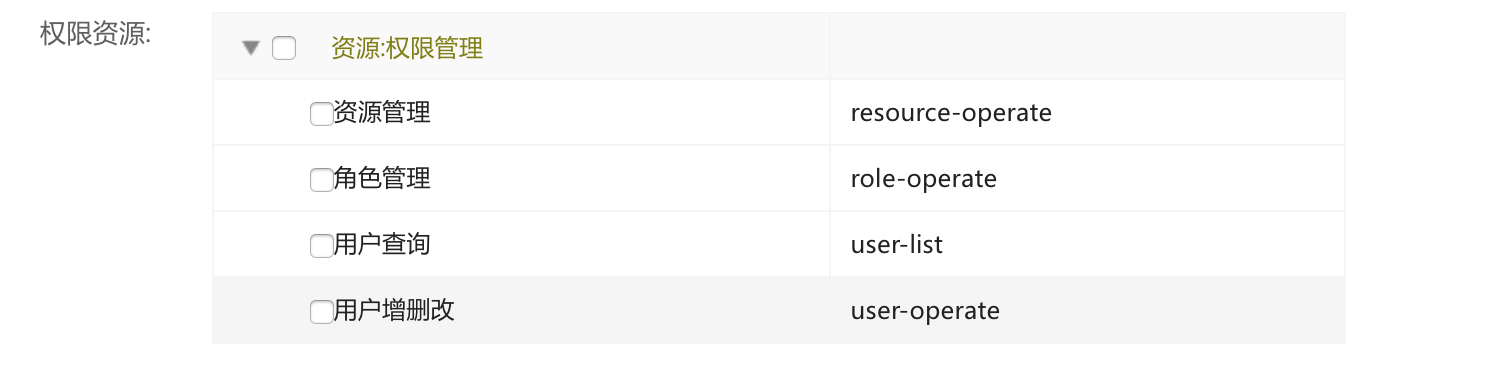 权限资源:
资源:权限管理
资源管理 resource-operate
角色管理 role-operate
用户查询 user-list
用户增删改 user-operate